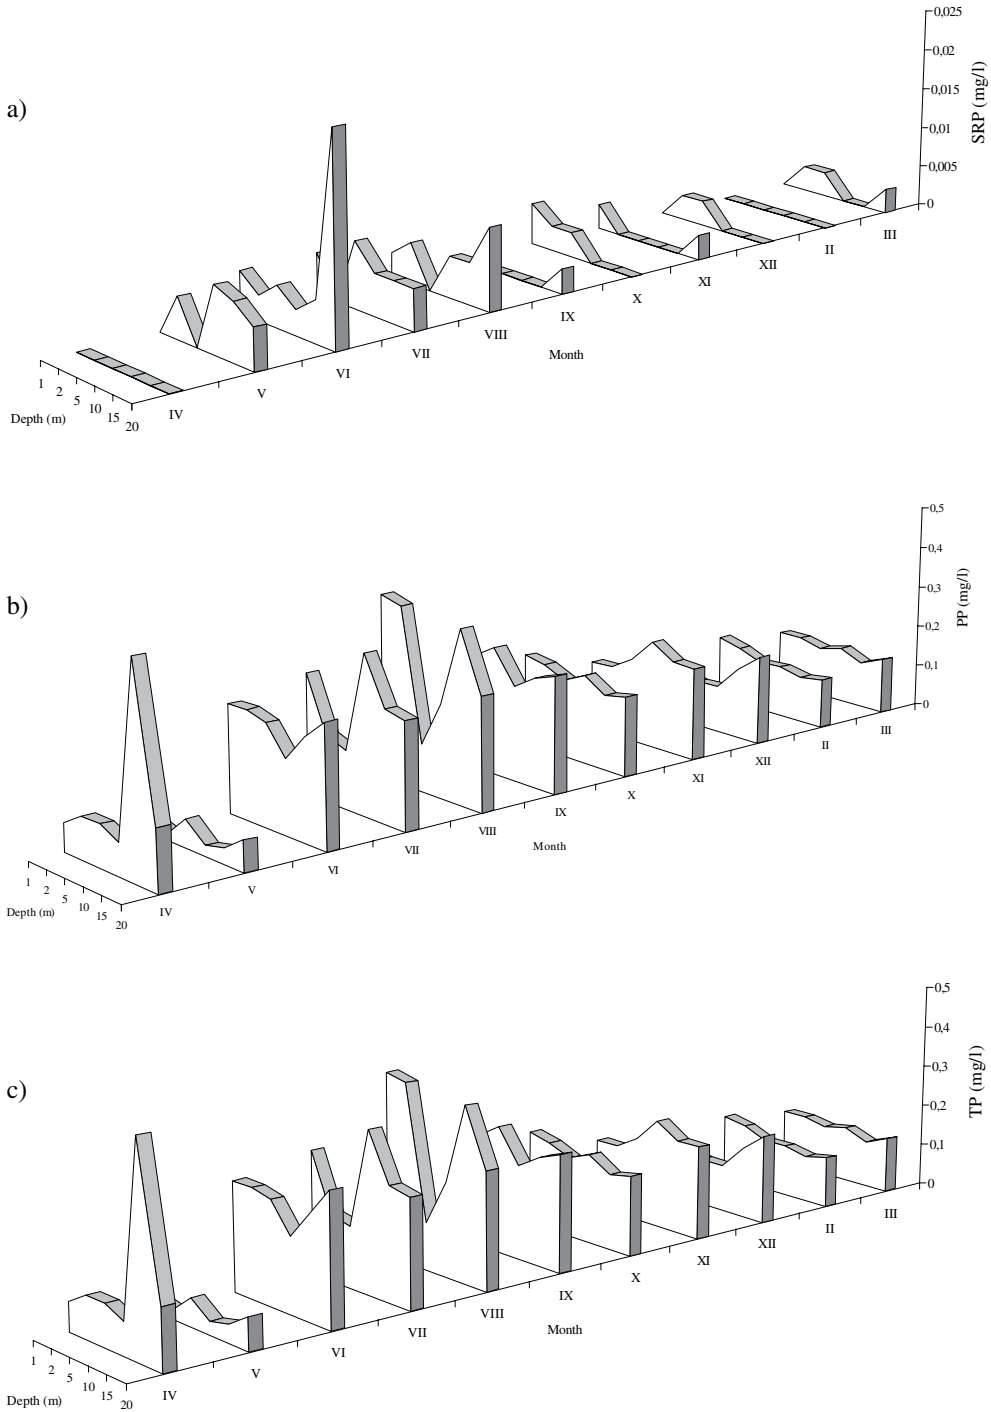 a)
0,025
0,02
0,015
0,01
0,005
0
SRP (mg/l)
1
2
5
10
15
20
Depth (m)
IV
V
VI
VII
VIII
IX
X
XI
XII
II
III
Month
b)
0,5
0,4
0,3
0,2
0,1
0
PP (mg/l)
1
2
5
10
15
20
Depth (m)
IV
V
VI
VII
VIII
IX
X
XI
XII
II
III
Month
c)
0,5
0,4
0,3
0,2
0,1
0
TP (mg/l)
1
2
5
10
15
20
Depth (m)
IV
V
VI
VII
VIII
IX
X
XI
XII
II
III
Month